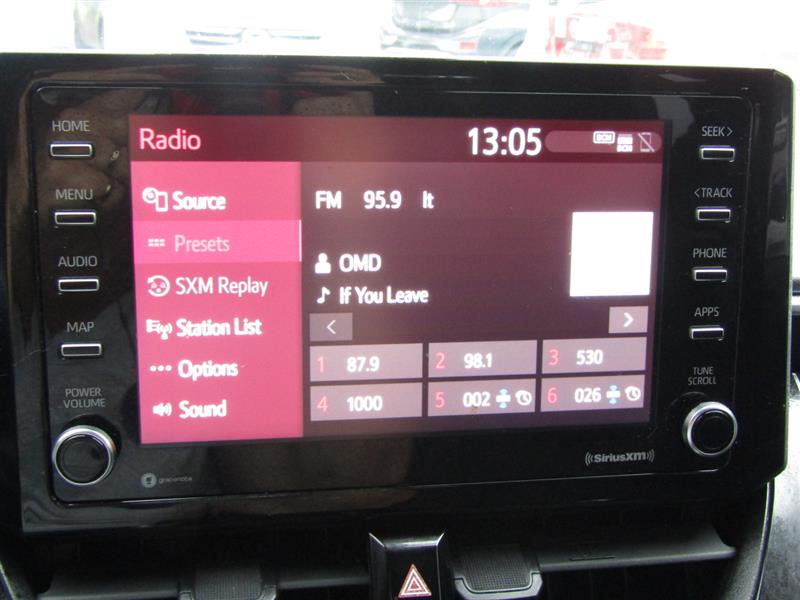 HOME
MENU
AUDIO
MAP
POWER
VOLUME
Radio 13:05
Source
Presets
SXM Replay
Station List
Options
Sound
FM 95.9 lt
OMD
If You Leave
1 87.9 2 98.1 3 530
4 1000 5 002 6 026
SEEK>
<TRACK
PHONE
APPS
TUNE
SCROLL
gracenote
((SiriusXM))